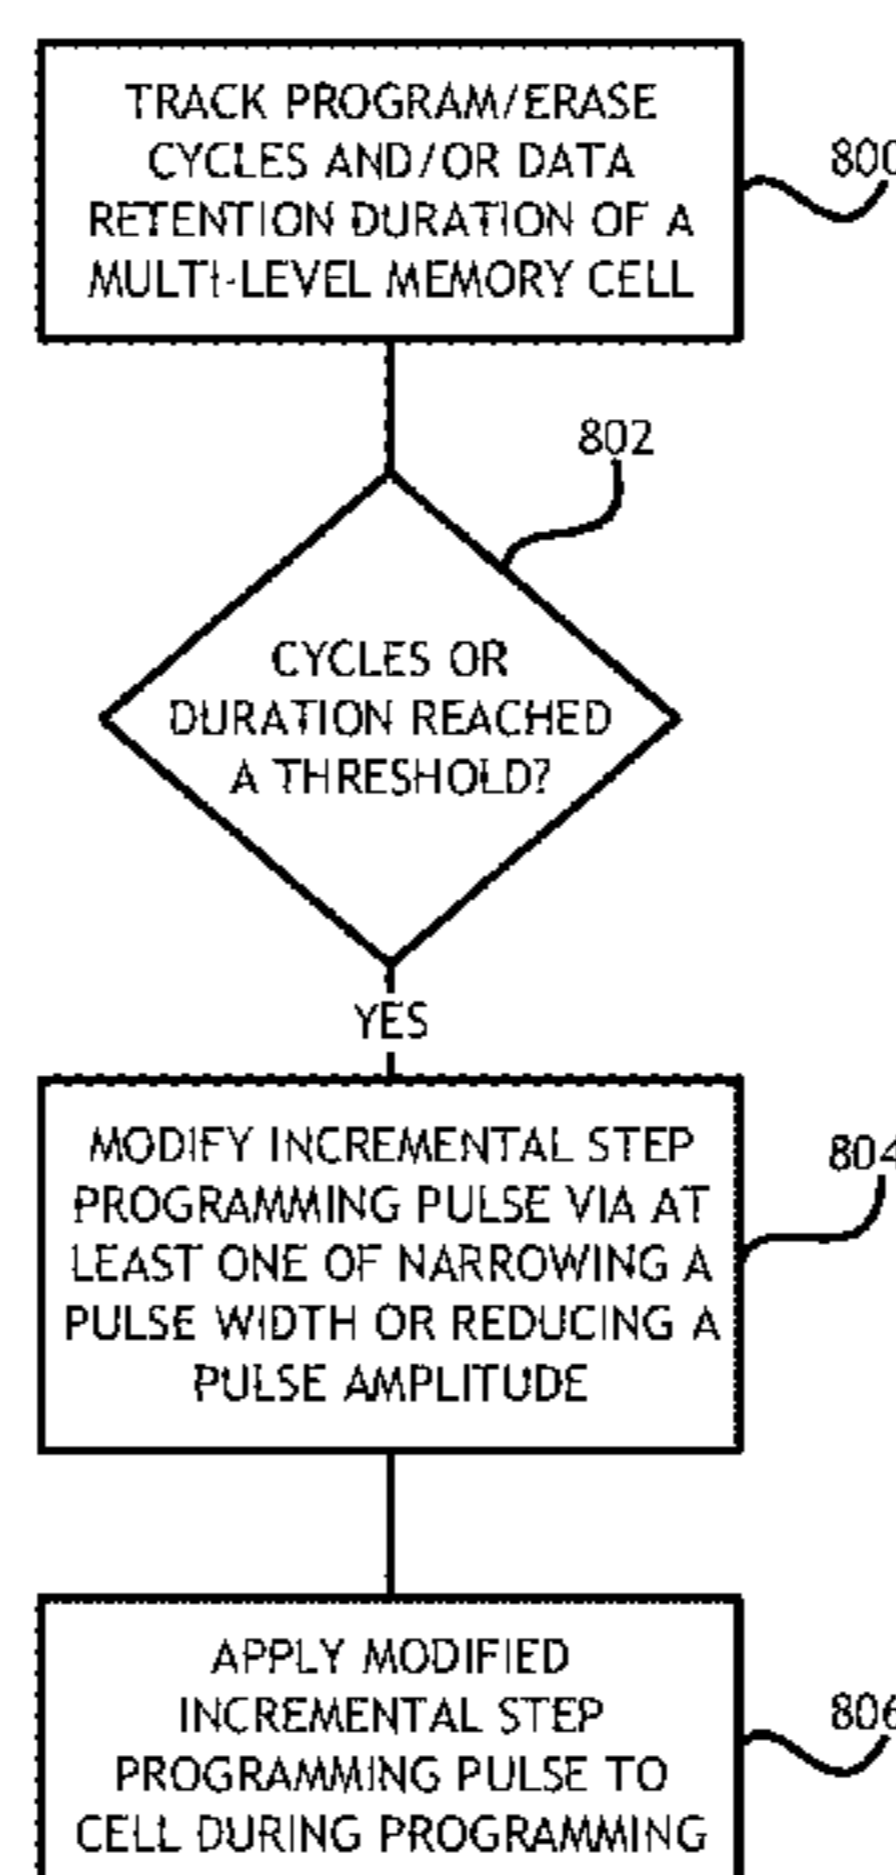 TRACK PROGRAM/ERASE
CYCLES AND/OR DATA
RETENTION DURATION OF A
MULTI-LEVEL MEMORY CELL
800
802
CYCLES OR
DURATION REACHED
A THRESHOLD?
YES
MODIFY INCREMENTAL STEP
PROGRAMMING PULSE VIA AT
LEAST ONE OF NARROWING A
PULSE WIDTH OR REDUCING A
PULSE AMPLITUDE
804
APPLY MODIFIED
INCREMENTAL STEP
PROGRAMMING PULSE TO
CELL DURING PROGRAMMING
806